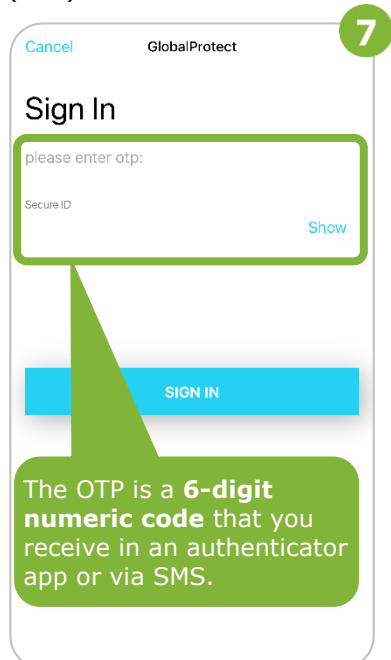 7
Cancel GlobalProtect
Sign In
please enter otp:
Secure ID
Show
SIGN IN
The OTP is a 6-digit
numeric code that you
receive in an authenticator
app or via SMS.